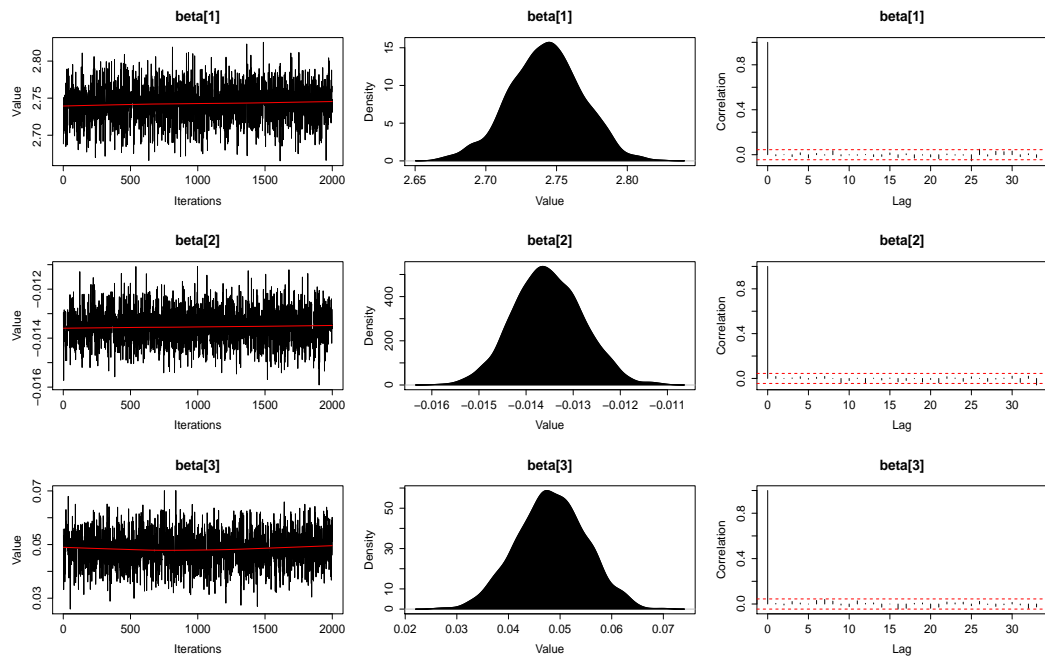 beta[1] beta[1] beta[1]
Value
2.70 2.75 2.80
0 500 1000 1500 2000
Iterations
Density
0 5 10 15
2.65 2.70 2.75 2.80
Value
Correlation
0.0 0.4 0.8
0 5 10 15 20 25 30
Lag
beta[2] beta[2] beta[2]
Value
−0.016 −0.014 −0.012
0 500 1000 1500 2000
Iterations
Density
0 200 400
−0.016 −0.015 −0.014 −0.013 −0.012 −0.011
Value
Correlation
0.0 0.4 0.8
0 5 10 15 20 25 30
Lag
beta[3] beta[3] beta[3]
Value
0.03 0.05 0.07
0 500 1000 1500 2000
Iterations
Density
0 10 30 50
0.02 0.03 0.04 0.05 0.06 0.07
Value
Correlation
0.0 0.4 0.8
0 5 10 15 20 25 30
Lag